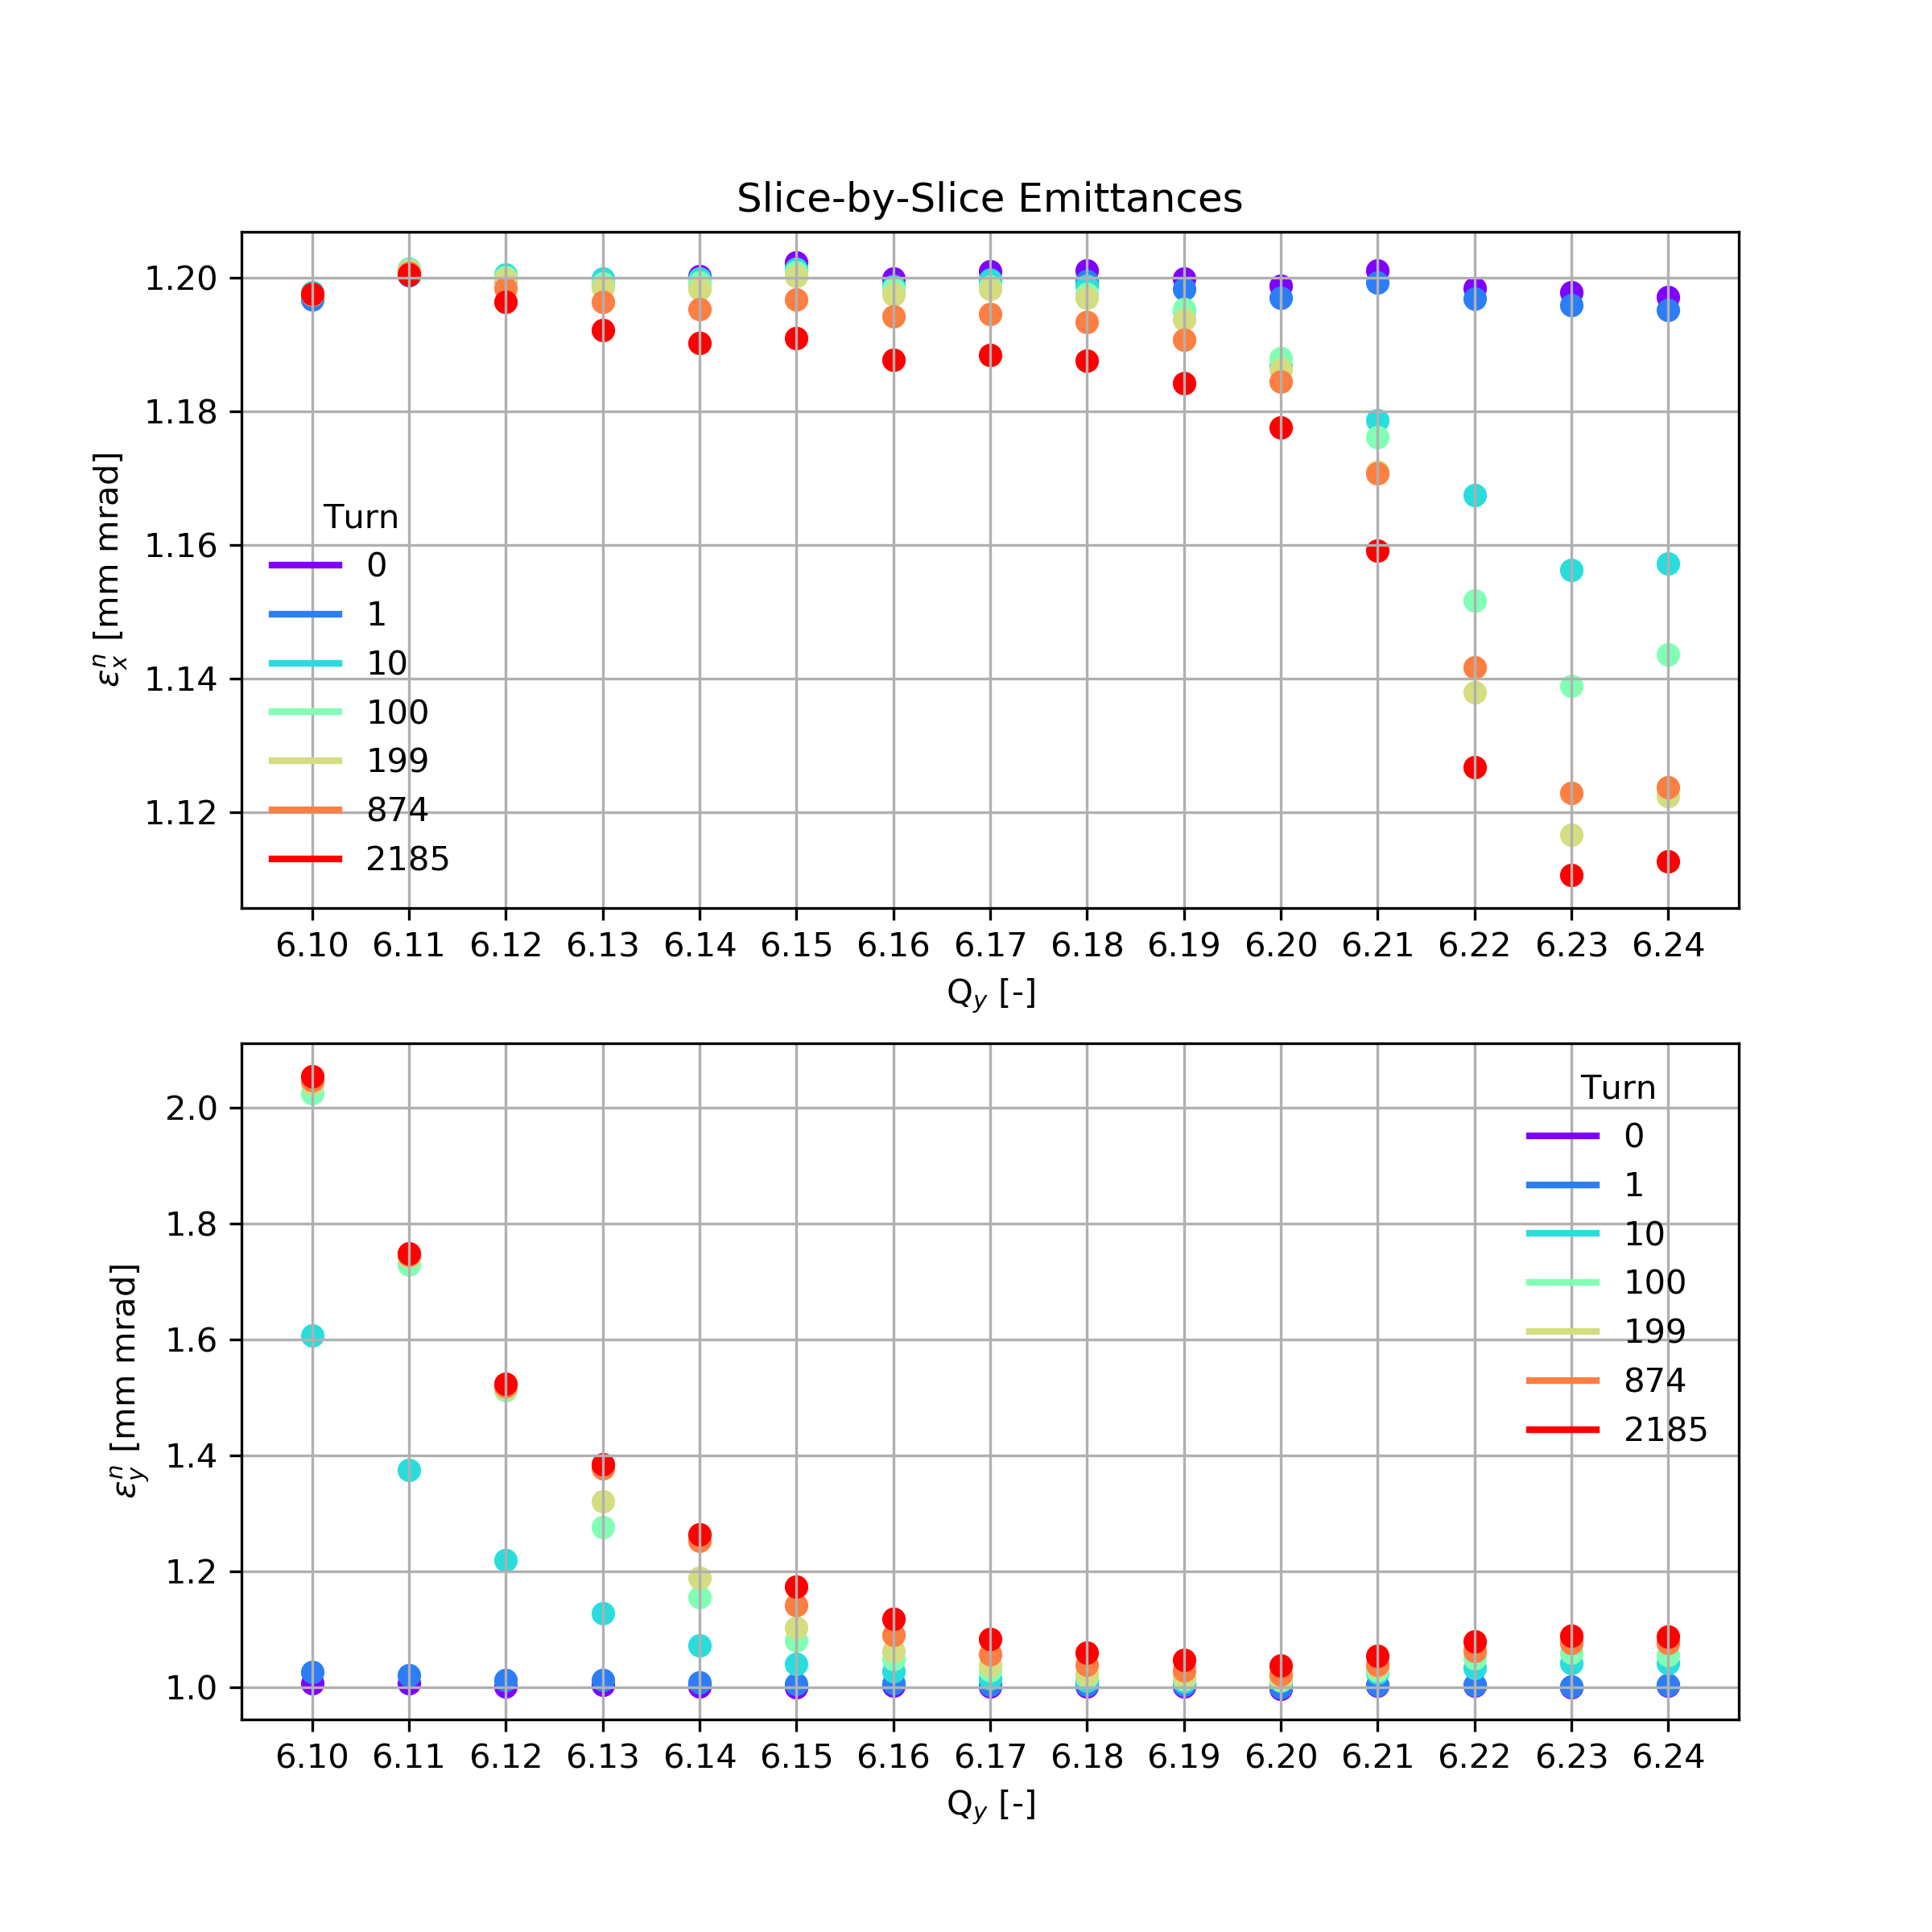 Slice-by-Slice Emittances
1.20
1.18
1.16
1.14
1.12
εₓⁿ [mm mrad]
Turn
0
1
10
100
199
874
2185
6.10 6.11 6.12 6.13 6.14 6.15 6.16 6.17 6.18 6.19 6.20 6.21 6.22 6.23 6.24
Q_y [-]
2.0
1.8
1.6
1.4
1.2
1.0
ε_yⁿ [mm mrad]
Turn
0
1
10
100
199
874
2185
6.10 6.11 6.12 6.13 6.14 6.15 6.16 6.17 6.18 6.19 6.20 6.21 6.22 6.23 6.24
Q_y [-]